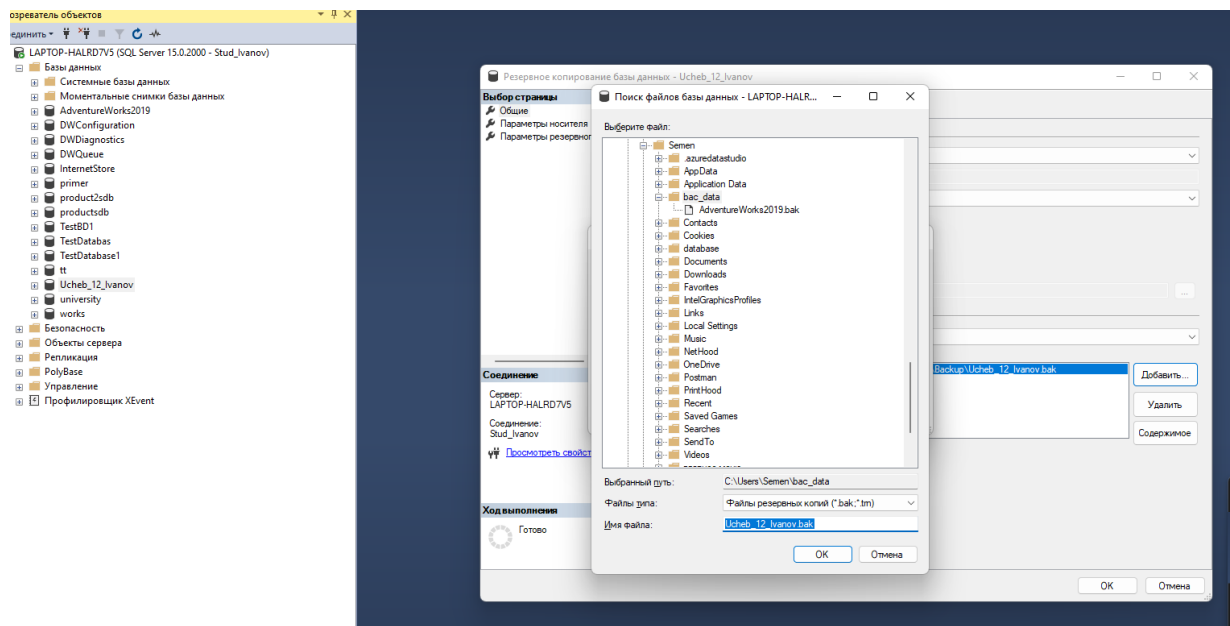 озреватель объектов
единить
LAPTOP-HALRD7V5 (SQL Server 15.0.2000 - Stud_Ivanov)
Базы данных
Системные базы данных
Моментальные снимки базы данных
AdventureWorks2019
DWConfiguration
DWDiagnostics
DWQueue
InternetStore
primer
product2sdb
productsdb
TestBD1
TestDatabas
TestDatabase1
tt
Ucheb_12_Ivanov
university
works
Безопасность
Объекты сервера
Репликация
PolyBase
Управление
Профилировщик XEvent
Резервное копирование базы данных - Ucheb_12_Ivanov
Выбор страницы
Общие
Параметры носителя
Параметры резервног
Соединение
Сервер:
LAPTOP-HALRD7V5
Соединение:
Stud_Ivanov
Просмотреть свойст
Ход выполнения
Готово
Поиск файлов базы данных - LAPTOP-HALR...
Выберите файл:
Semen
.azuredatastudio
AppData
Application Data
bac_data
AdventureWorks2019.bak
Contacts
Cookies
database
Documents
Downloads
Favorites
IntelGraphicsProfiles
Links
Local Settings
Music
NetHood
OneDrive
Postman
PrintHood
Recent
Saved Games
Searches
SendTo
Videos
Выбранный путь: C:\Users\Semen\bac_data
Файлы типа: Файлы резервных копий (*.bak;*.trn)
Имя файла: Ucheb_12_Ivanov.bak
OK Отмена
...
Backup\Ucheb_12_Ivanov.bak
Добавить...
Удалить
Содержимое
OK Отмена